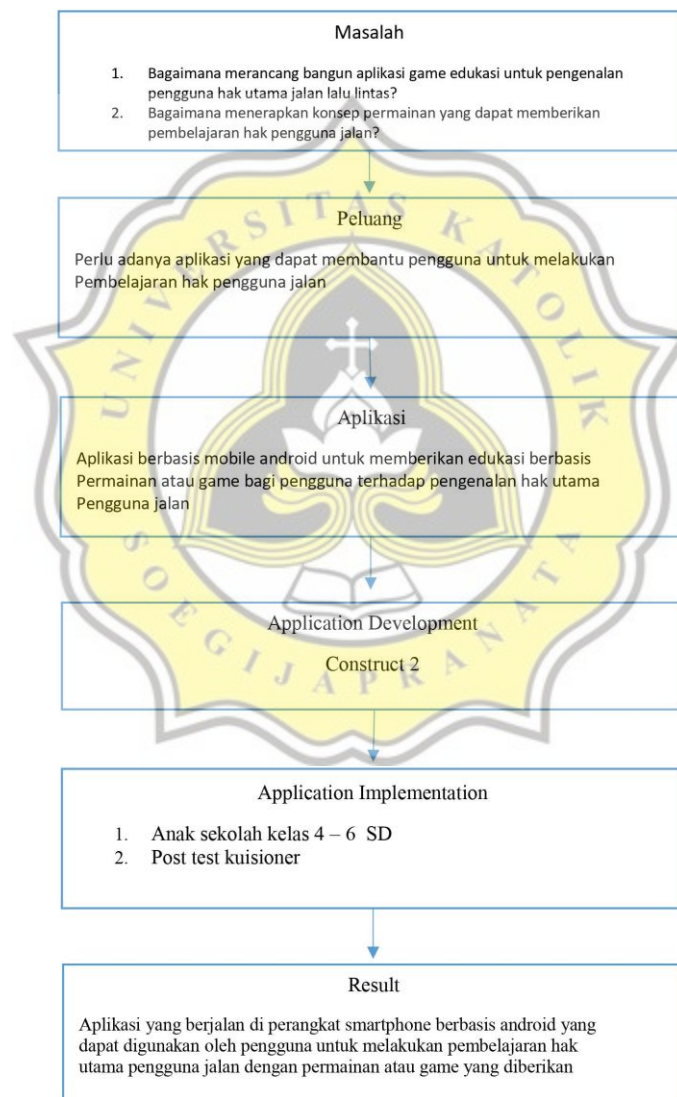 Masalah
1. Bagaimana merancang bangun aplikasi game edukasi untuk pengenalan
pengguna hak utama jalan lalu lintas?
2. Bagaimana menerapkan konsep permainan yang dapat memberikan
pembelajaran hak pengguna jalan?
Peluang
Perlu adanya aplikasi yang dapat membantu pengguna untuk melakukan
Pembelajaran hak pengguna jalan
Aplikasi
Aplikasi berbasis mobile android untuk memberikan edukasi berbasis
Permainan atau game bagi pengguna terhadap pengenalan hak utama
Pengguna jalan
Application Development
Construct 2
Application Implementation
1. Anak sekolah kelas 4 – 6 SD
2. Post test kuisioner
Result
Aplikasi yang berjalan di perangkat smartphone berbasis android yang
dapat digunakan oleh pengguna untuk melakukan pembelajaran hak
utama pengguna jalan dengan permainan atau game yang diberikan
UNIVERSITAS KATOLIK
SOEGIJAPRANATA